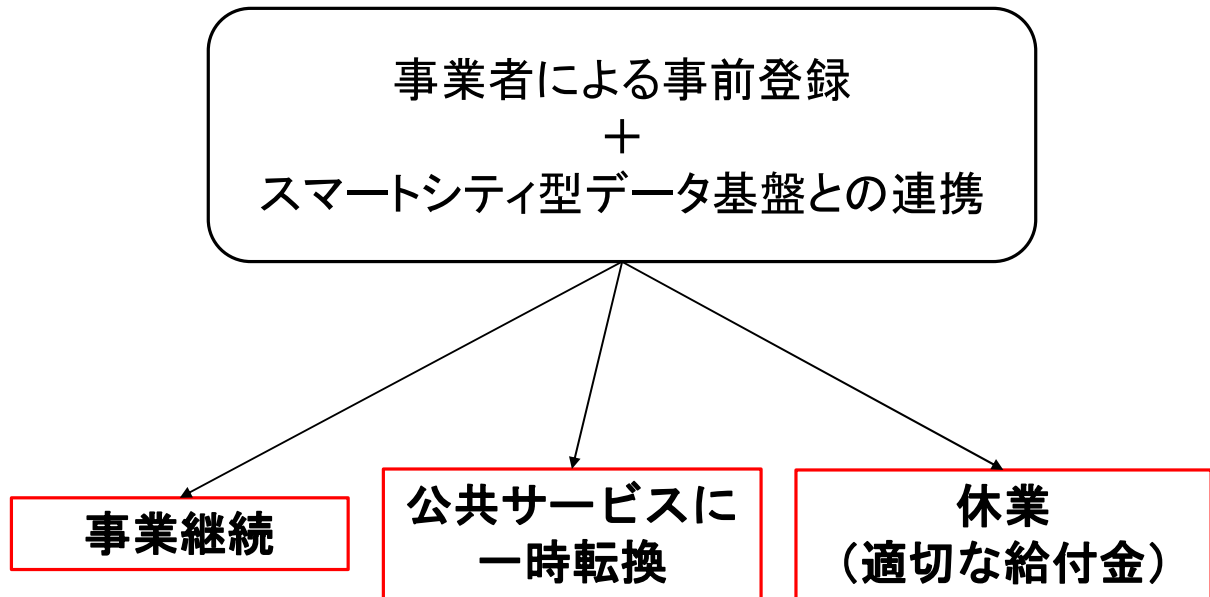 事業者による事前登録
＋
スマートシティ型データ基盤との連携
事業継続
公共サービスに
一時転換
休業
（適切な給付金）